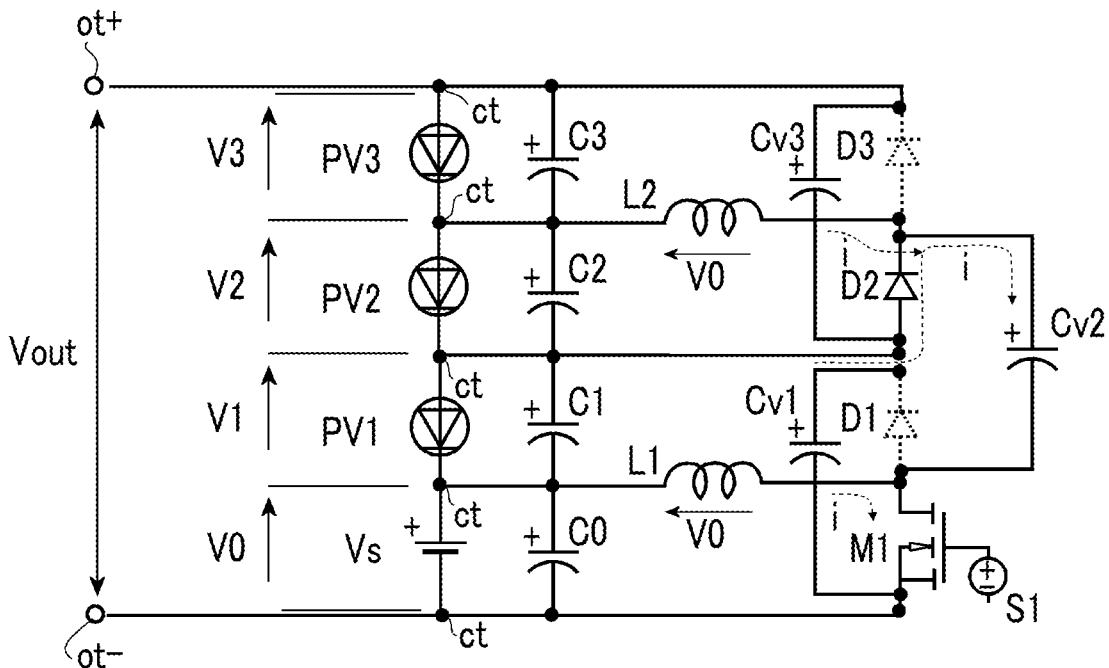 ot+
ct
V3
PV3
+
C3
Cv3
+
D3
ct
L2
V0
i
i
V2
PV2
+
C2
D2
+
Cv2
Vout
ct
V1
PV1
+
C1
Cv1
+
D1
L1
V0
i
ct
V0
+
Vs
+
C0
M1
+
−
S1
ot-
ct